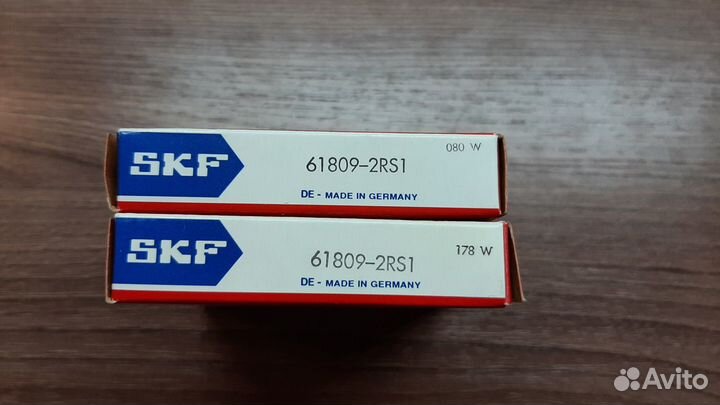 SKF
61809-2RS1
080 W
DE - MADE IN GERMANY
SKF
61809-2RS1
178 W
DE - MADE IN GERMANY
Avito